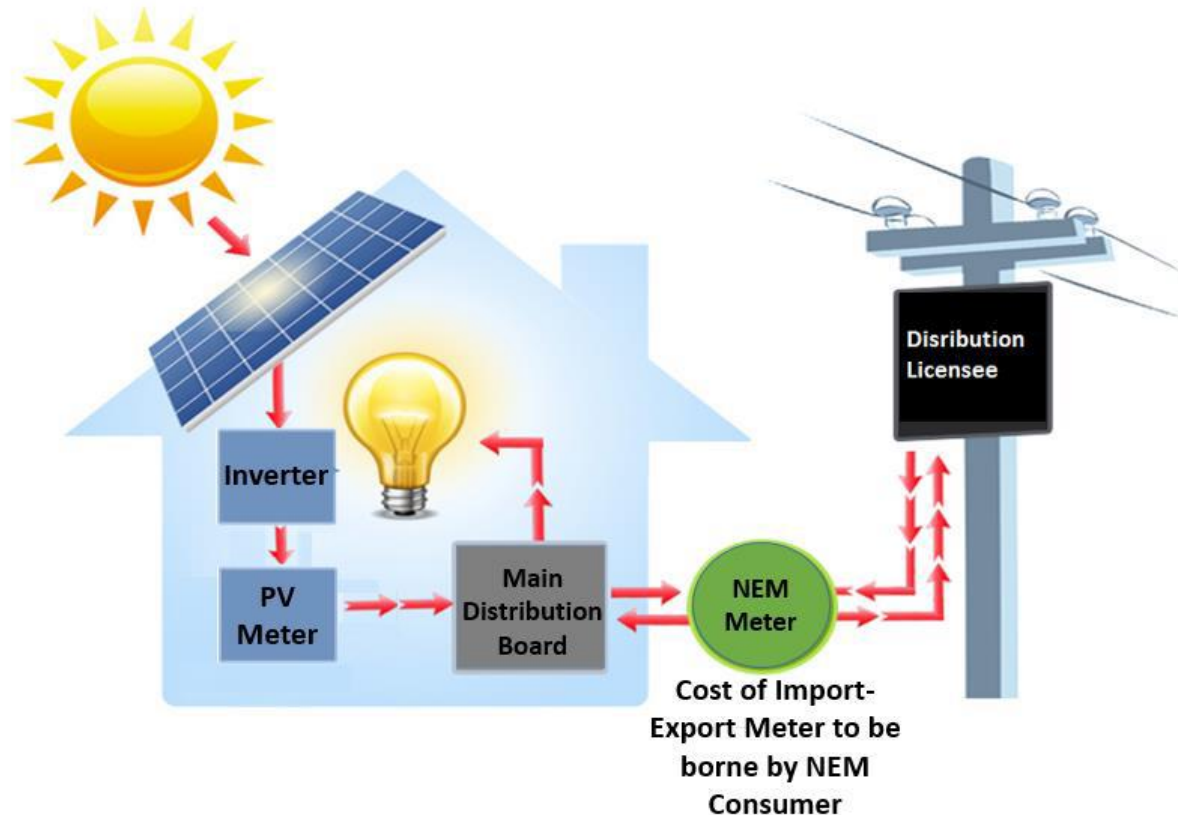 Disribution
Licensee
Inverter
PV
Meter
Main
Distribution
Board
NEM
Meter
Cost of Import-
Export Meter to be
borne by NEM
Consumer